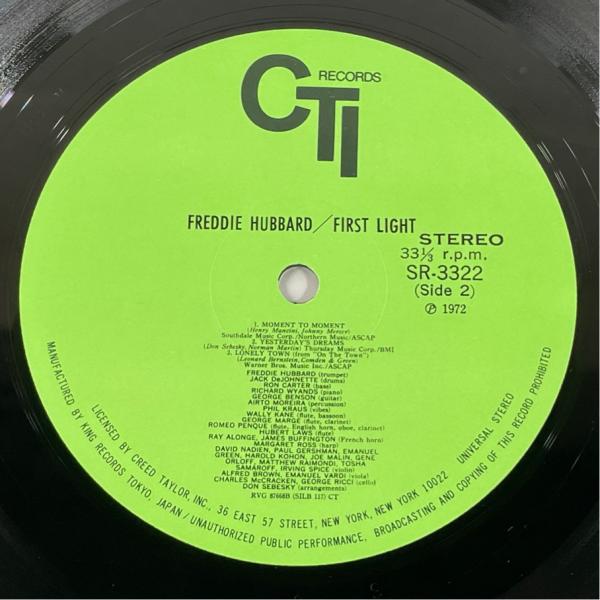 RECORDS
CTI
FREDDIE HUBBARD/FIRST LIGHT
STEREO
33⅓ r.p.m.
SR-3322
(Side 2)
Ⓟ 1972
1. MOMENT TO MOMENT
(Henry Mancini, Johnny Mercer)
Southdale Music Corp./Northern Music/ASCAP
2. YESTERDAY'S DREAMS
(Don Sebesky, Norman Martin) Thursday Music Corp./BMI
3. LONELY TOWN (from "On The Town")
(Leonard Bernstein, Comden & Green)
Warner Bros. Music Inc./ASCAP
FREDDIE HUBBARD (trumpet)
JACK DeJOHNETTE (drums)
RON CARTER (bass)
RICHARD WYANDS (piano)
GEORGE BENSON (guitar)
AIRTO MOREIRA (percussion)
PHIL KRAUS (vibes)
WALLY KANE (flute, bassoon)
GEORGE MARGE (flute, clarinet)
ROMEO PENQUE (flute, English horn, oboe, clarinet)
HUBERT LAWS (flute)
RAY ALONGE, JAMES BUFFINGTON (French horn)
MARGARET ROSS (harp)
DAVID NADIEN, PAUL GERSHMAN, EMANUEL
GREEN, HAROLD KOHON, JOE MALIN, GENE
ORLOFF, MATTHEW RAIMONDI, TOSHA
SAMAROFF, IRVING SPICE (violin)
ALFRED BROWN, EMANUEL VARDI (viola)
CHARLES McCRACKEN, GEORGE RICCI (cello)
DON SEBESKY (arrangements)
RVG 87668B (SILB 117) CT
LICENSED BY CREED TAYLOR INC., 36 EAST 57 STREET, NEW YORK, NEW YORK 10022 UNIVERSAL STEREO
MANUFACTURED BY KING RECORDS TOKYO, JAPAN/UNAUTHORIZED PUBLIC PERFORMANCE, BROADCASTING AND COPYING OF THIS RECORD PROHIBITED